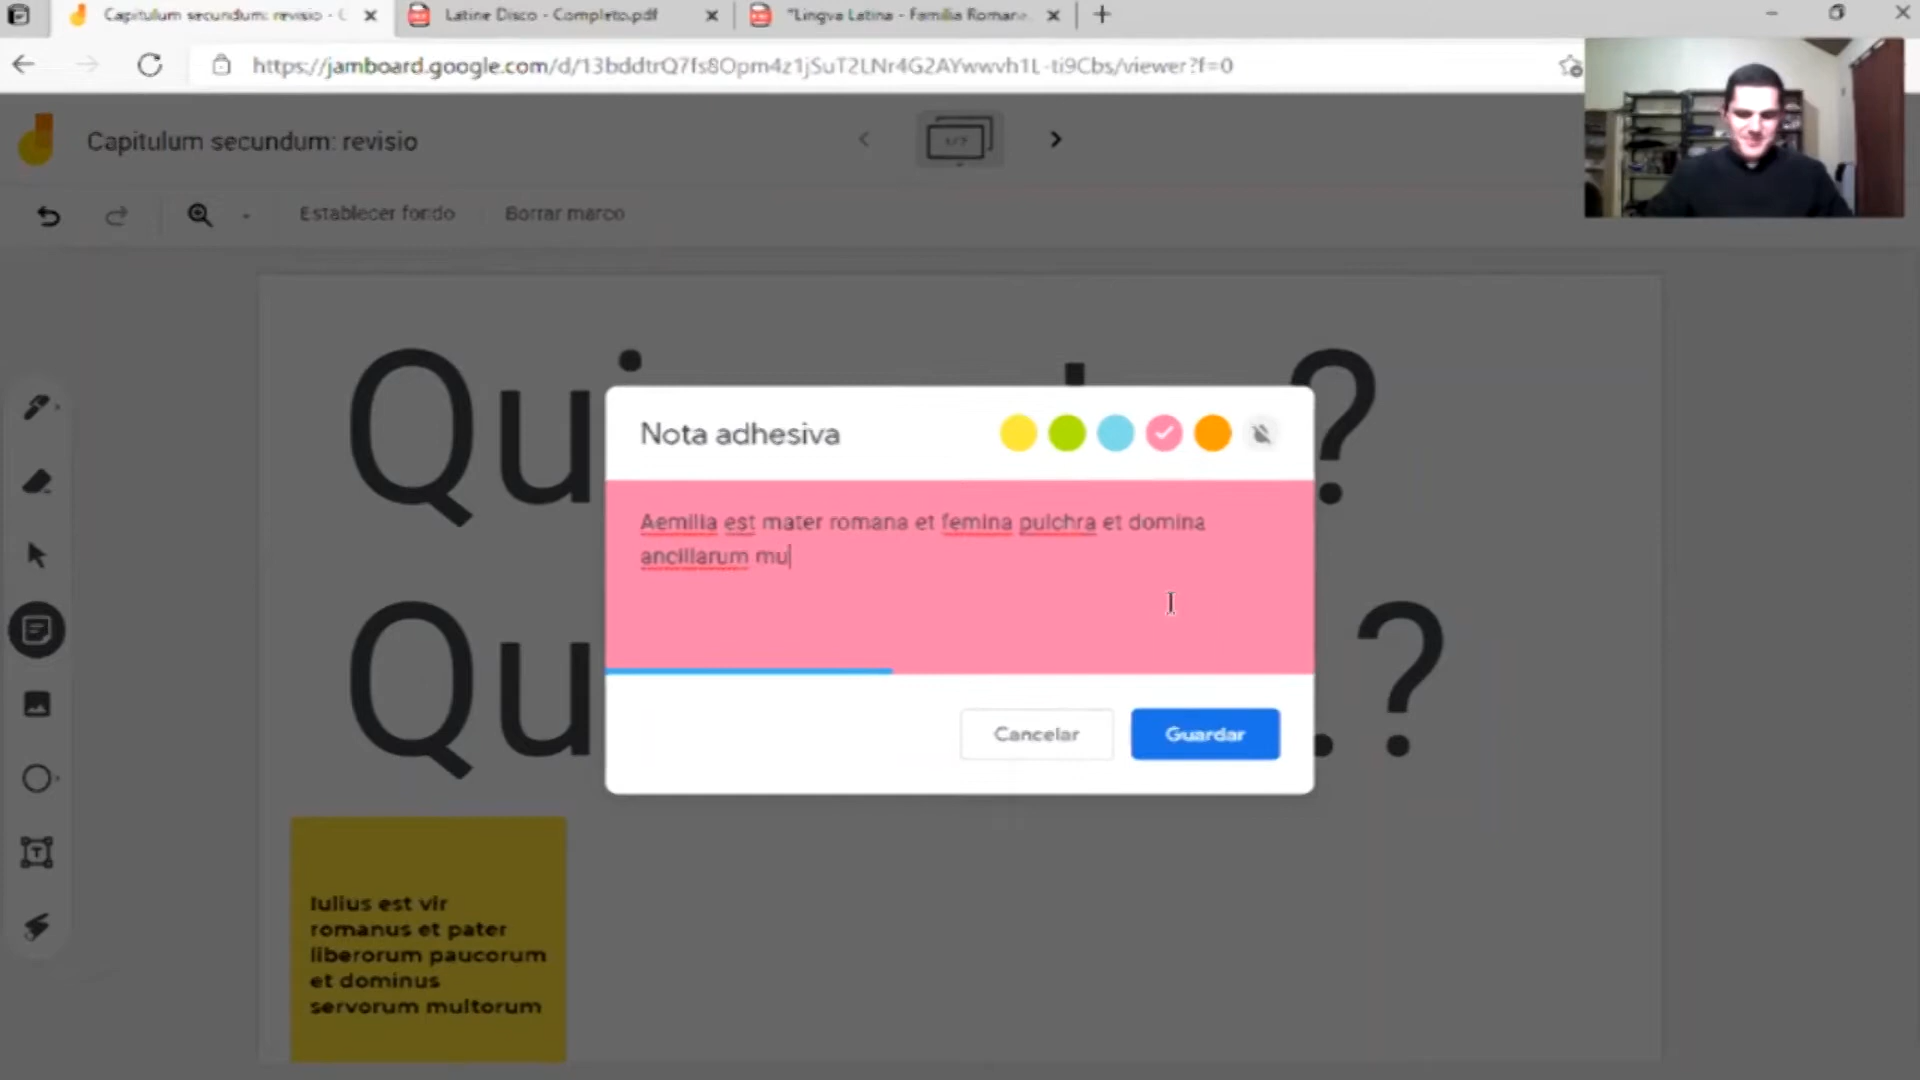 Capitulum secundum: revisio - C
Latine Disco - Completo.pdf
"Lingva Latina - Familia Romana
https://jamboard.google.com/d/13bddtrQ7fs8Opm4z1jSuT2LNr4G2AYwwvh1L-ti9Cbs/viewer?f=0
Capitulum secundum: revisio
1/7
Establecer fondo
Borrar marco
?
Qu
?
Nota adhesiva
Aemilia est mater romana et femina pulchra et domina
ancillarum mu
Cancelar
Guardar
Iulius est vir
romanus et pater
liberorum paucorum
et dominus
servorum multorum